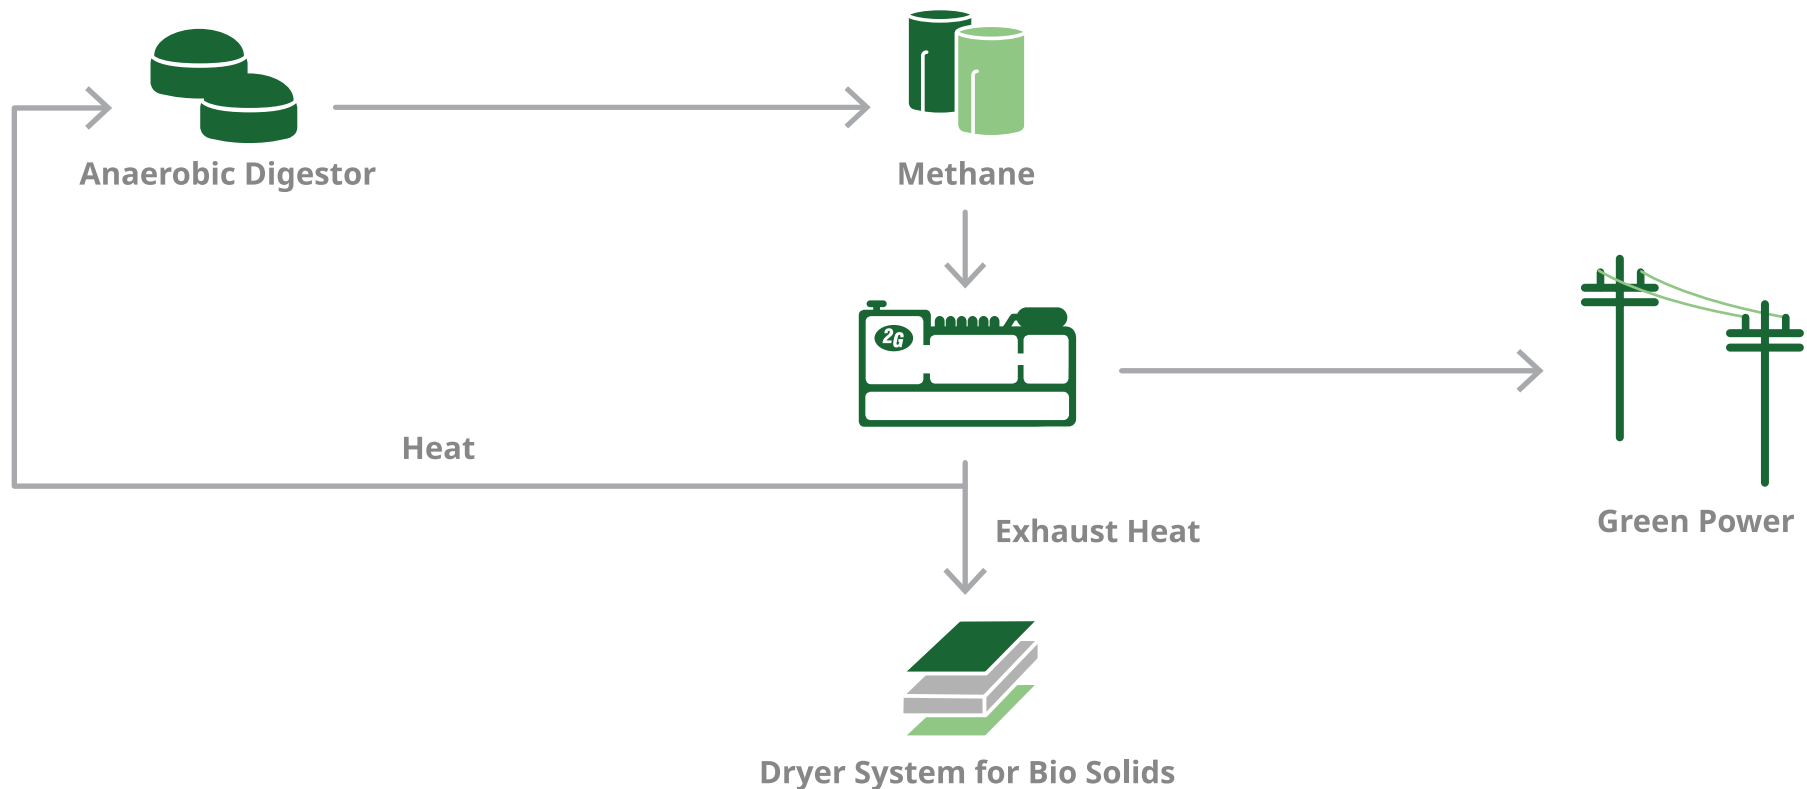 Anaerobic Digestor
Methane
2G
Heat
Exhaust Heat
Green Power
Dryer System for Bio Solids